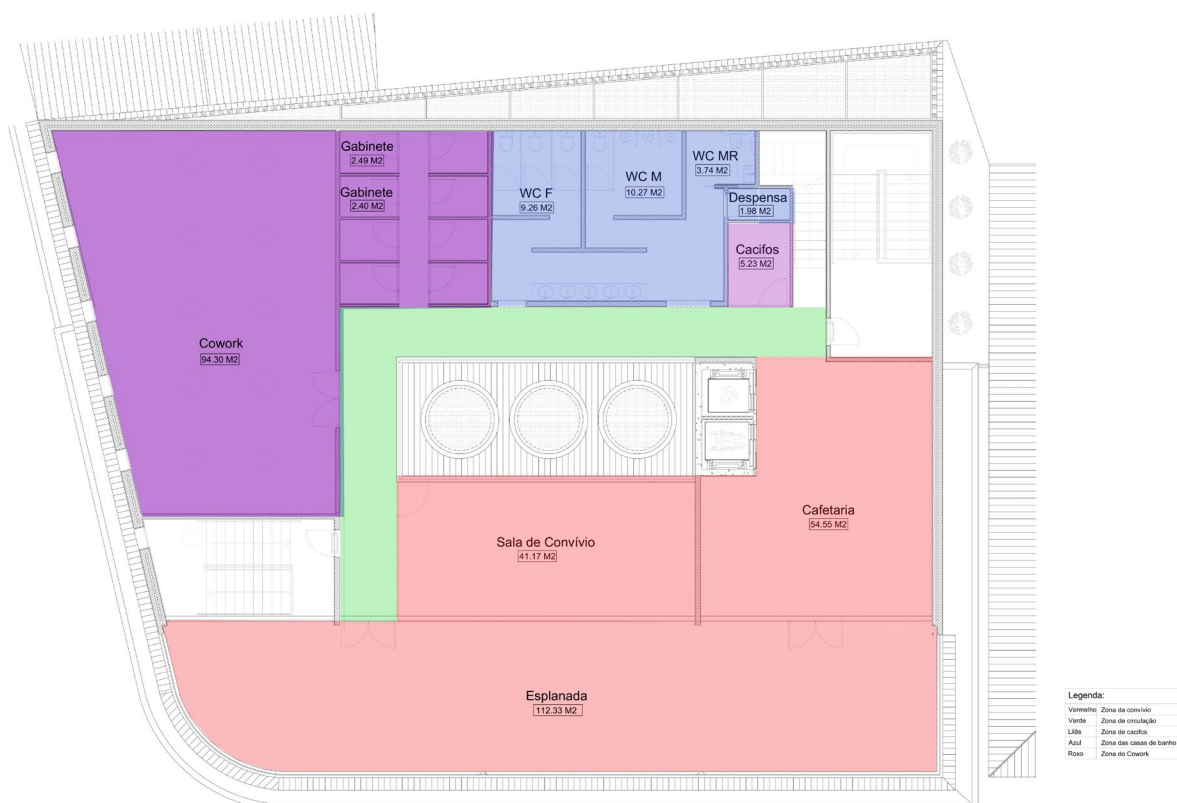 Gabinete
2.49 M2
Gabinete
2.40 M2
WC F
9.26 M2
WC M
10.27 M2
WC MR
3.74 M2
Despensa
1.98 M2
Cacifos
5.23 M2
Cowork
94.30 M2
Cafetaria
54.55 M2
Sala de Convívio
41.17 M2
Esplanada
112.33 M2
Legenda:
Vermelho Zona da convívio
Verde Zona de circulação
Lilás Zona de cacifos
Azul Zona das casas de banho
Roxo Zona do Cowork